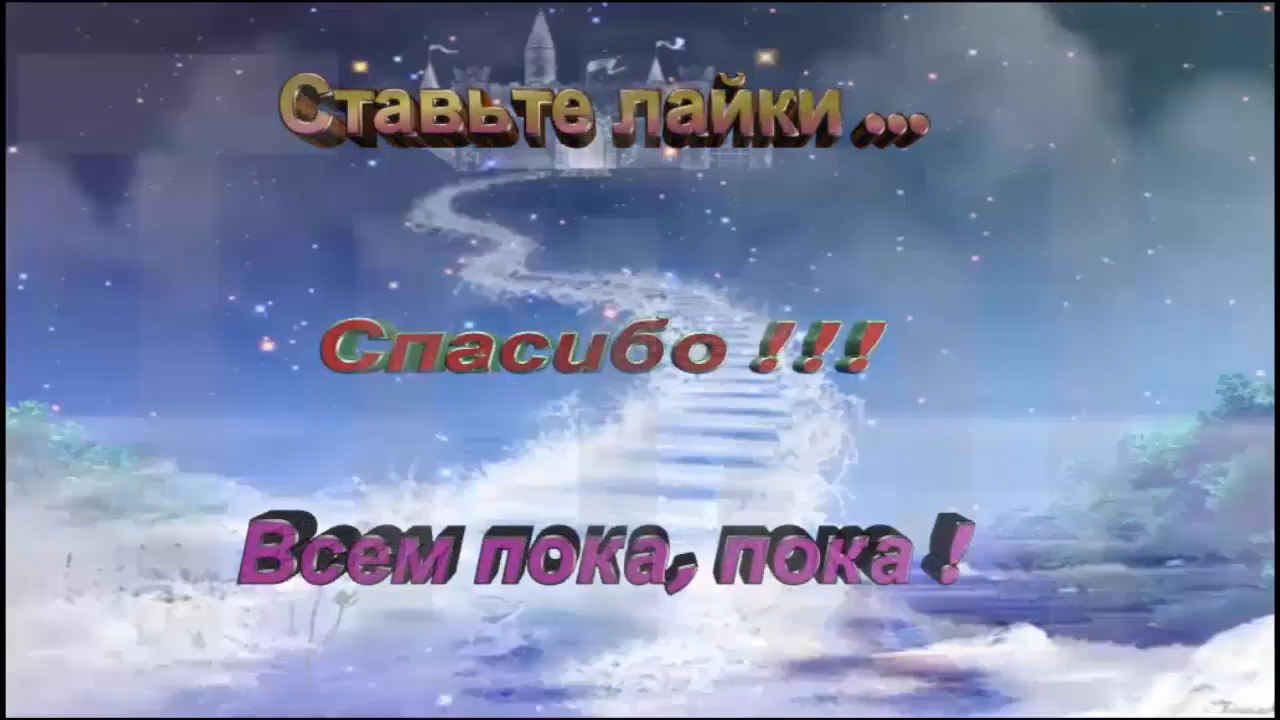 Ставьте лайки ...
Спасибо !!!
Всем пока, пока !